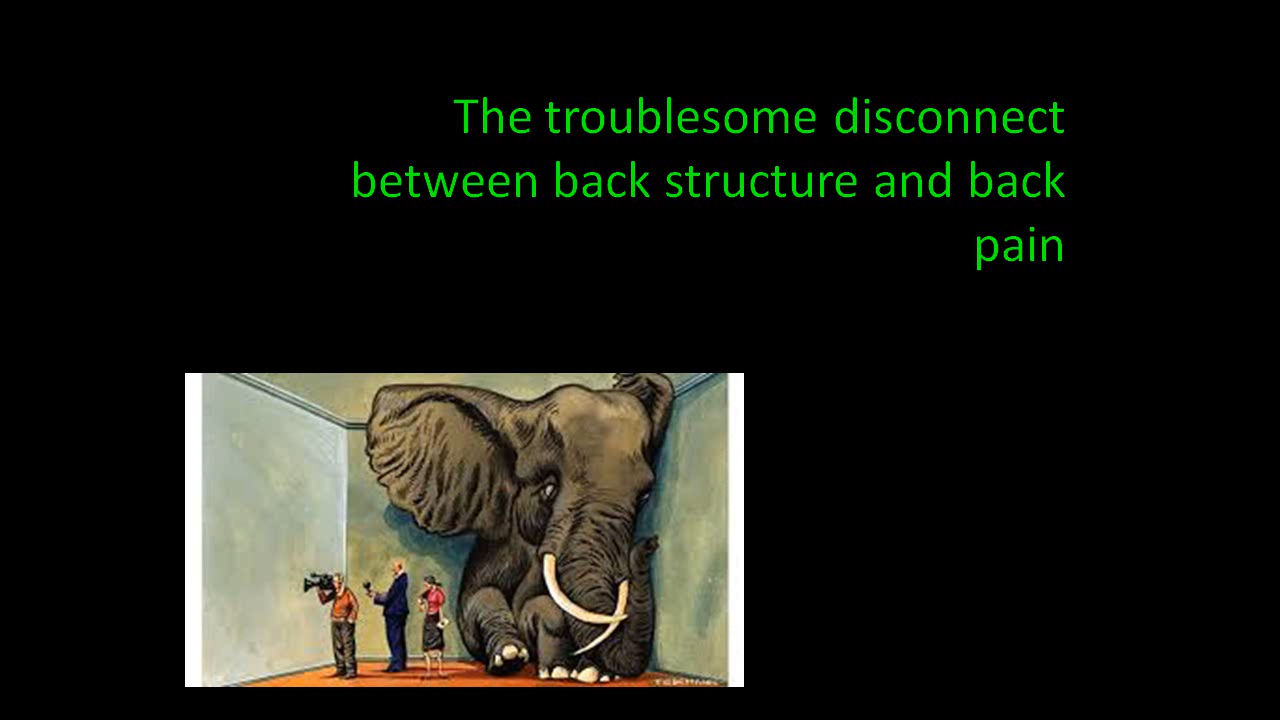 The troublesome disconnect
between back structure and back
pain